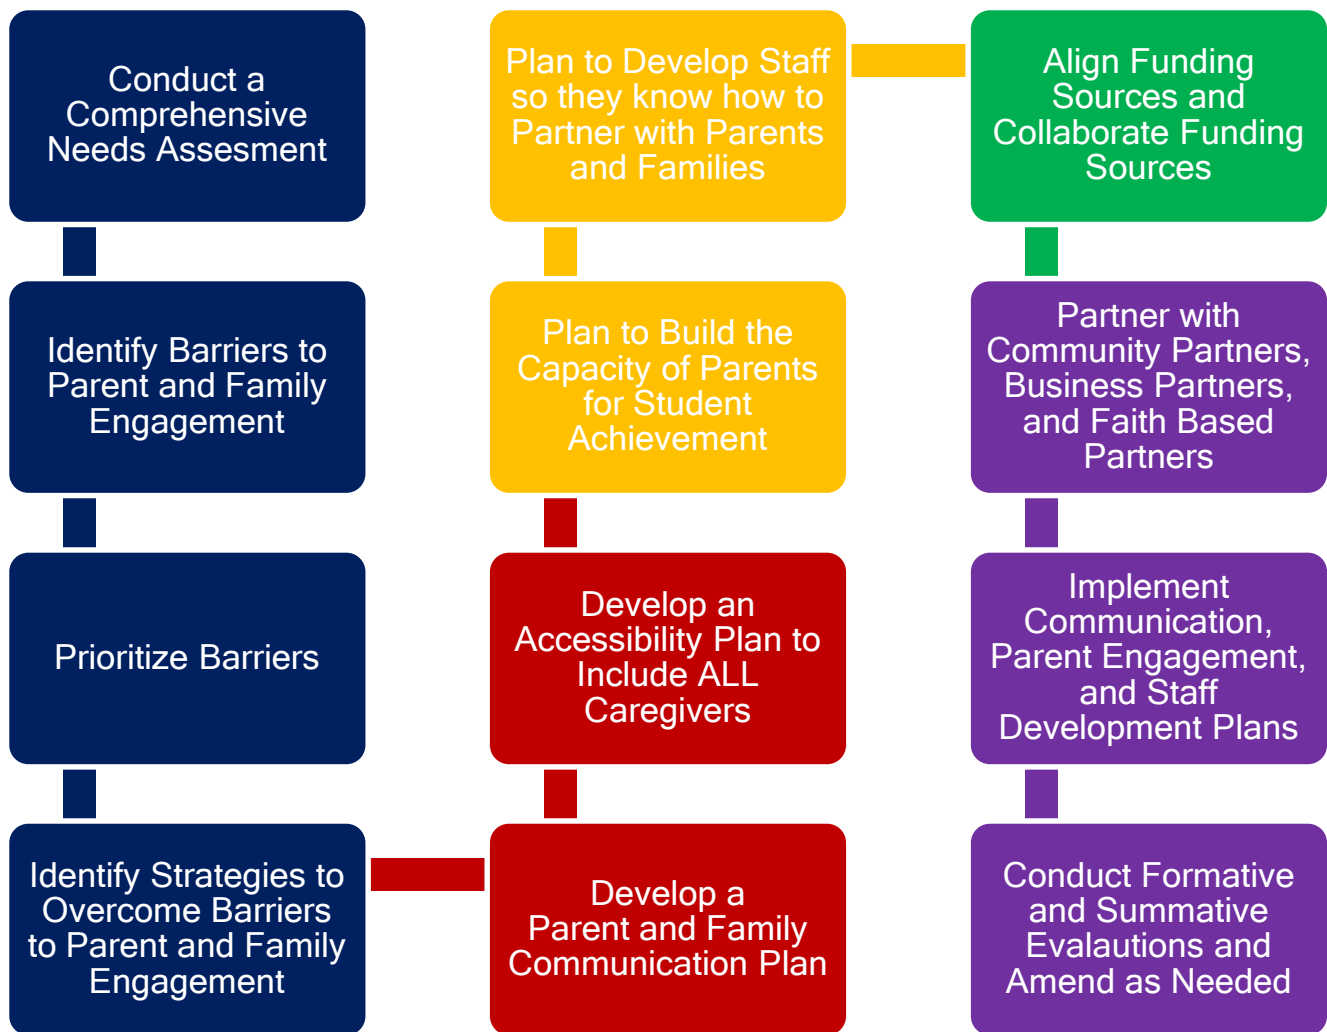 Conduct a
Comprehensive
Needs Assesment
Identify Barriers to
Parent and Family
Engagement
Prioritize Barriers
Identify Strategies to
Overcome Barriers
to Parent and Family
Engagement
Develop a
Parent and Family
Communication Plan
Develop an
Accessibility Plan to
Include ALL
Caregivers
Plan to Build the
Capacity of Parents
for Student
Achievement
Plan to Develop Staff
so they know how to
Partner with Parents
and Families
Align Funding
Sources and
Collaborate Funding
Sources
Partner with
Community Partners,
Business Partners,
and Faith Based
Partners
Implement
Communication,
Parent Engagement,
and Staff
Development Plans
Conduct Formative
and Summative
Evalautions and
Amend as Needed